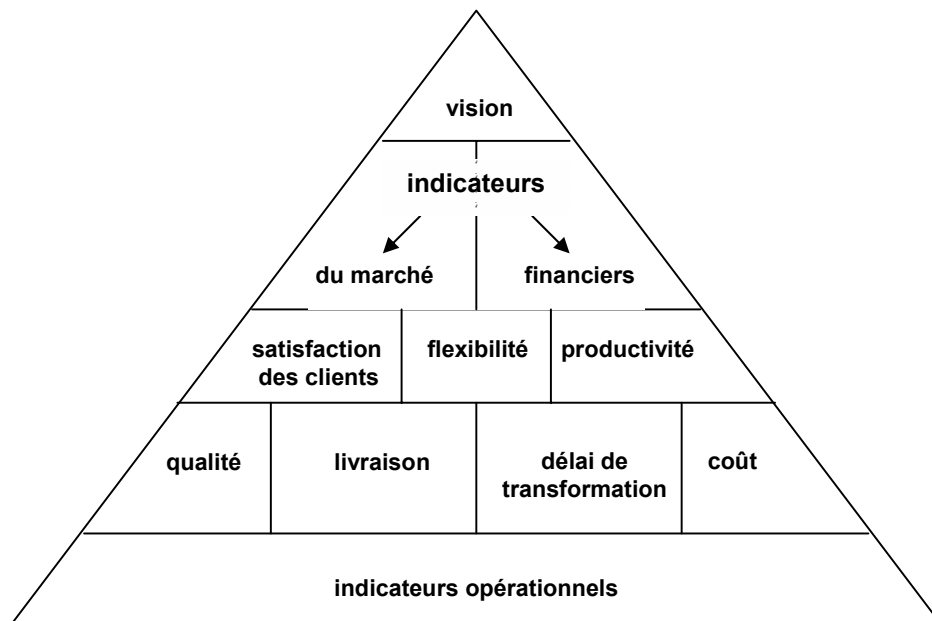 vision
indicateurs
du marché
financiers
satisfaction
des clients
flexibilité
productivité
qualité
livraison
délai de
transformation
coût
indicateurs opérationnels